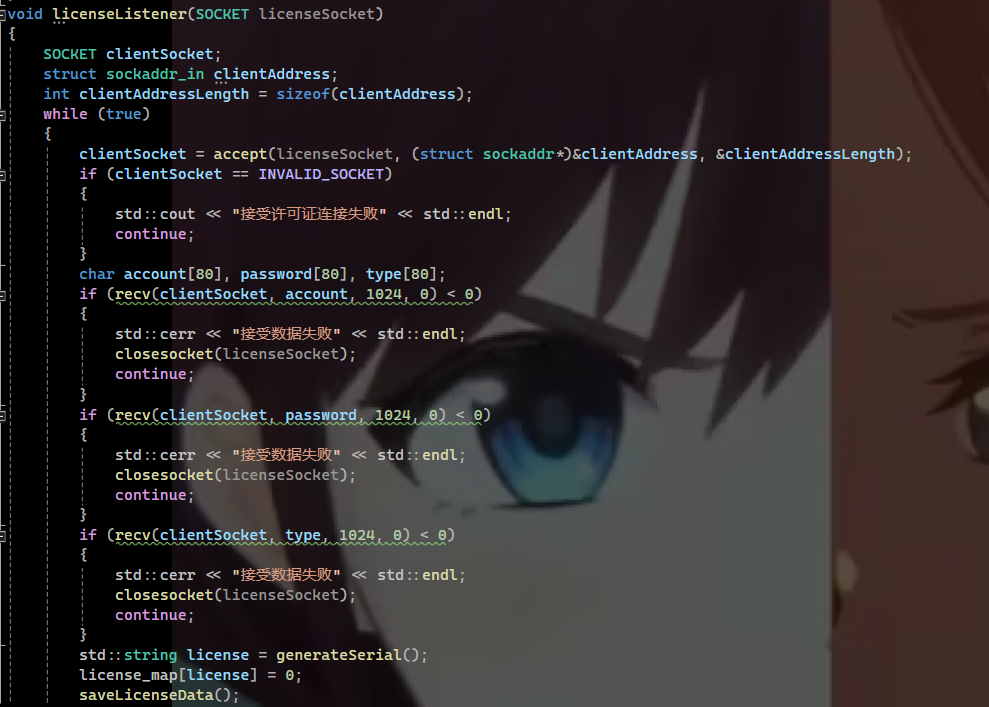 void licenseListener(SOCKET licenseSocket)
{
    SOCKET clientSocket;
    struct sockaddr_in clientAddress;
    int clientAddressLength = sizeof(clientAddress);
    while (true)
    {
        clientSocket = accept(licenseSocket, (struct sockaddr*)&clientAddress, &clientAddressLength);
        if (clientSocket == INVALID_SOCKET)
        {
            std::cout << "接受许可证连接失败" << std::endl;
            continue;
        }
        char account[80], password[80], type[80];
        if (recv(clientSocket, account, 1024, 0) < 0)
        {
            std::cerr << "接受数据失败" << std::endl;
            closesocket(licenseSocket);
            continue;
        }
        if (recv(clientSocket, password, 1024, 0) < 0)
        {
            std::cerr << "接受数据失败" << std::endl;
            closesocket(licenseSocket);
            continue;
        }
        if (recv(clientSocket, type, 1024, 0) < 0)
        {
            std::cerr << "接受数据失败" << std::endl;
            closesocket(licenseSocket);
            continue;
        }
        std::string license = generateSerial();
        license_map[license] = 0;
        saveLicenseData();